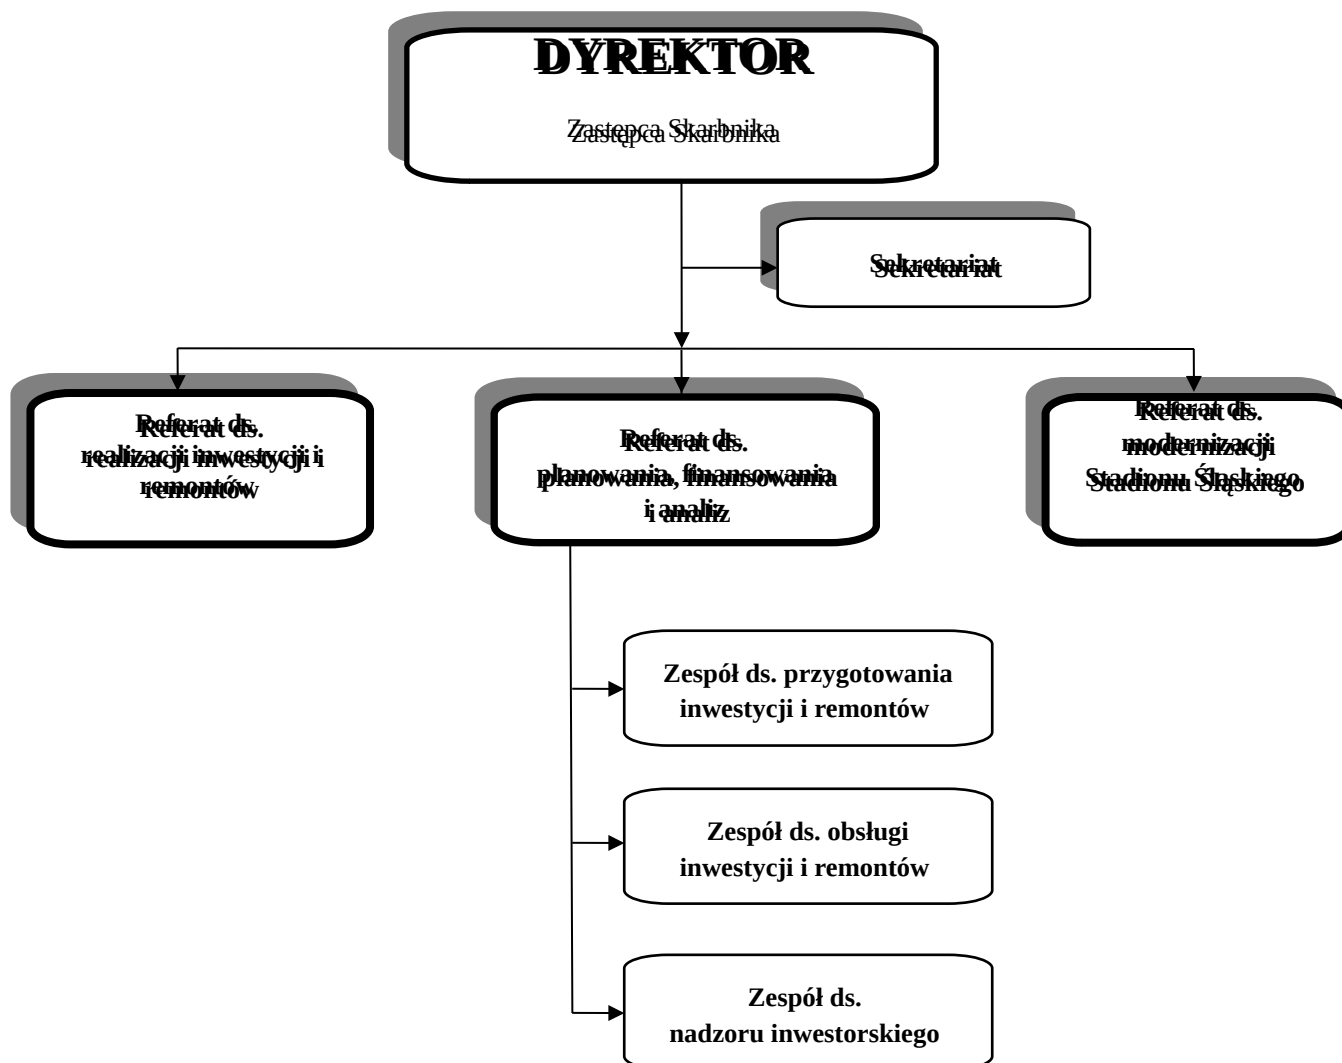 DYREKTOR
Zastępca Skarbnika
Sekretariat
Referat ds.
realizacji inwestycji i
remontów
Referat ds.
planowania, finansowania
i analiz
Referat ds.
modernizacji
Stadionu Śląskiego
Zespół ds. przygotowania
inwestycji i remontów
Zespół ds. obsługi
inwestycji i remontów
Zespół ds.
nadzoru inwestorskiego